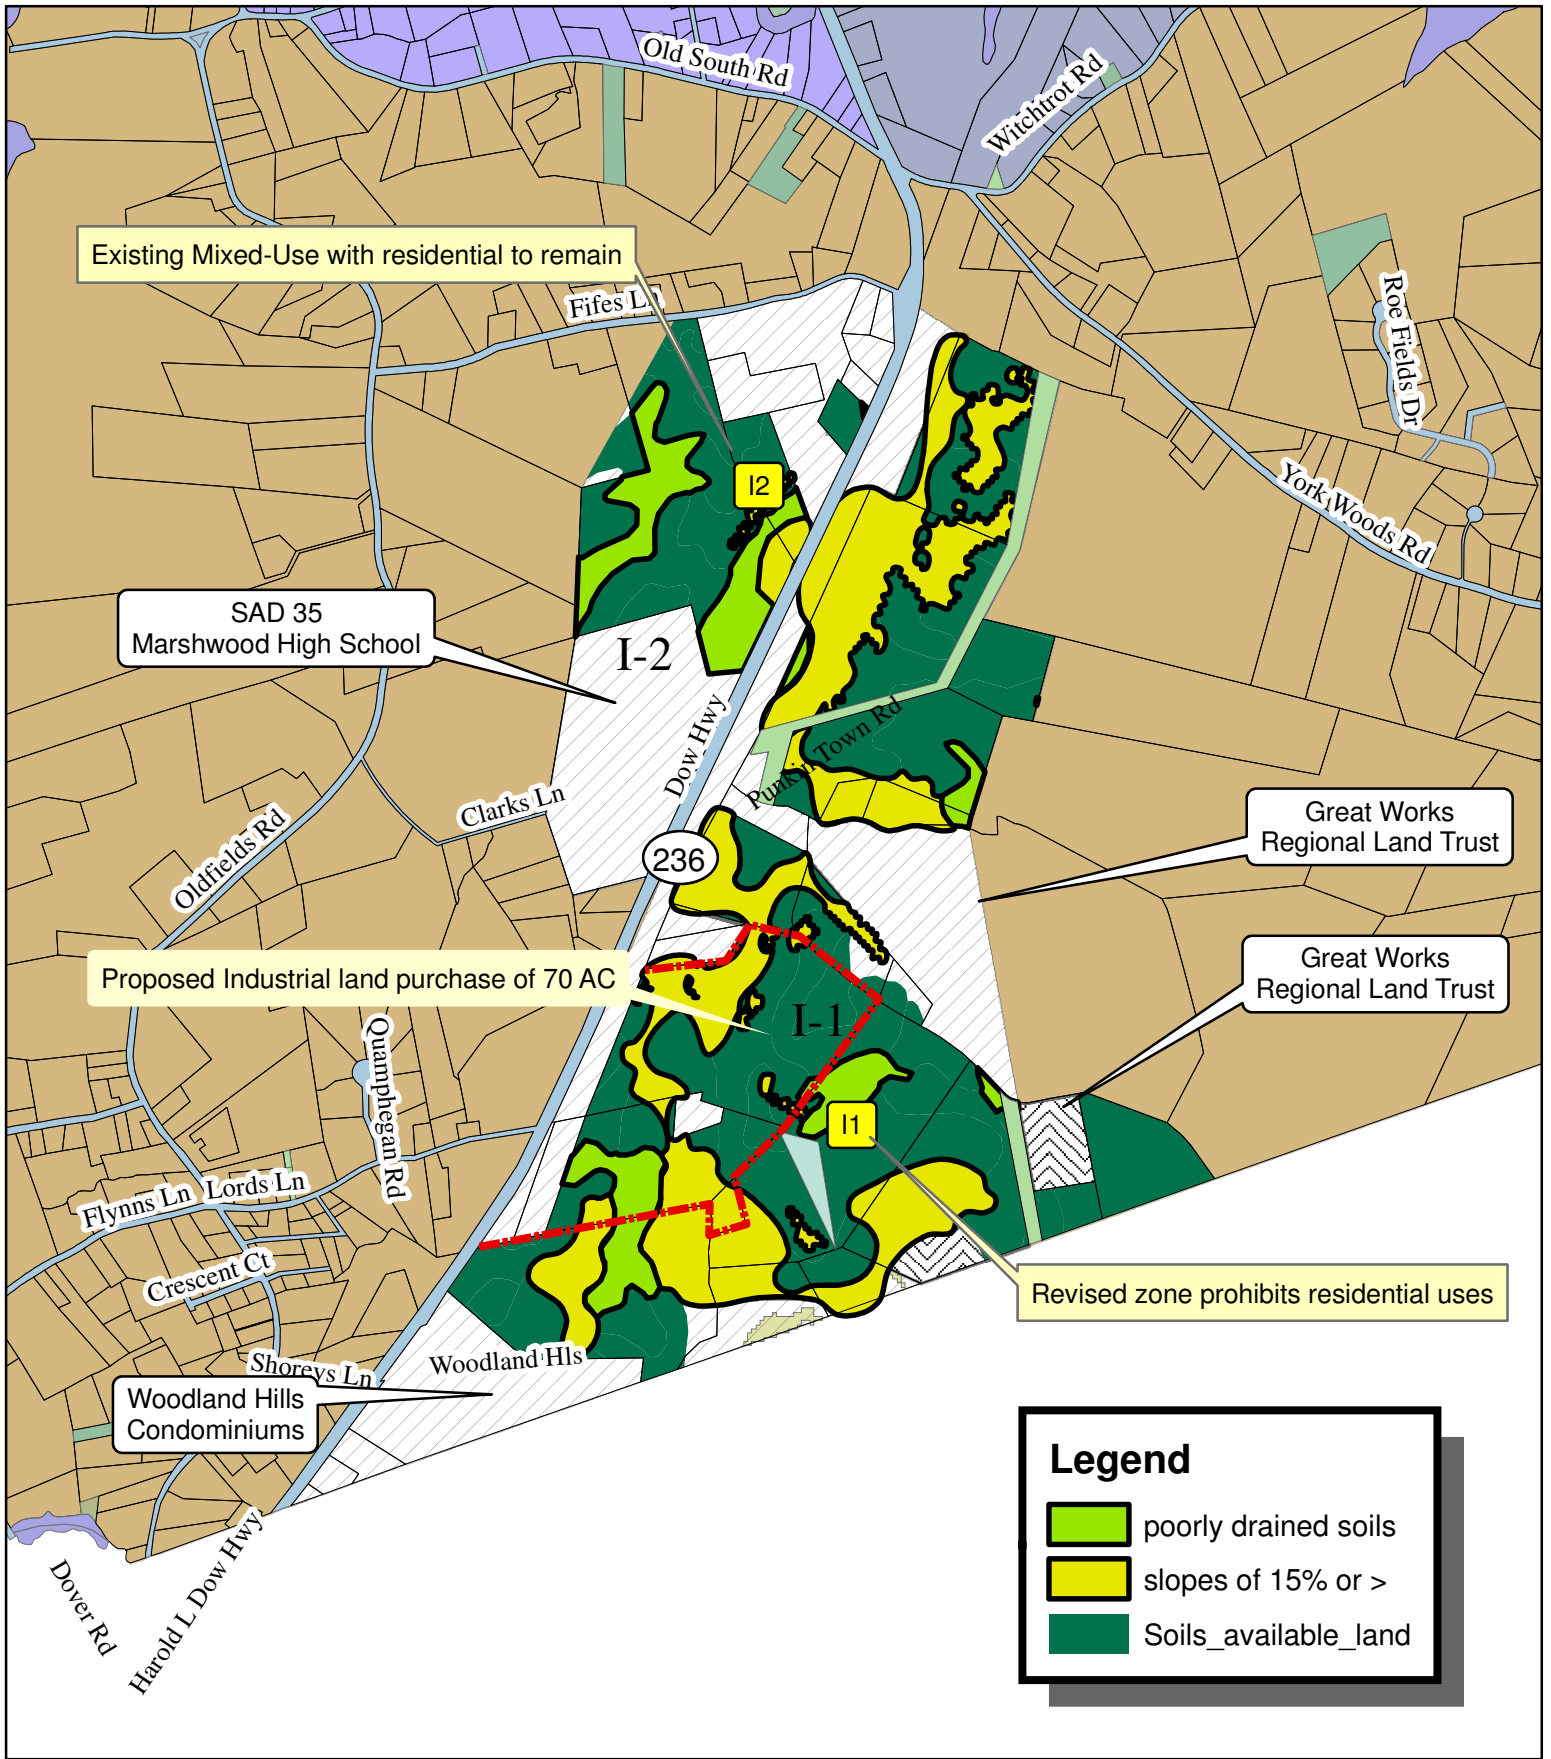 Old South Rd
Witchtrot Rd
Existing Mixed-Use with residential to remain
Fifes Ln
Roe Fields Dr
I2
York Woods Rd
SAD 35
Marshwood High School
I-2
Dow Hwy
Punkin Town Rd
Clarks Ln
Oldfields Rd
236
Great Works
Regional Land Trust
Great Works
Regional Land Trust
Proposed Industrial land purchase of 70 AC
I-1
Quamphegan Rd
I1
Flynns Ln
Lords Ln
Crescent Ct
Revised zone prohibits residential uses
Shoreys Ln
Woodland Hls
Woodland Hills
Condominiums
Dover Rd
Harold L Dow Hwy
Legend
poorly drained soils
slopes of 15% or >
Soils_available_land